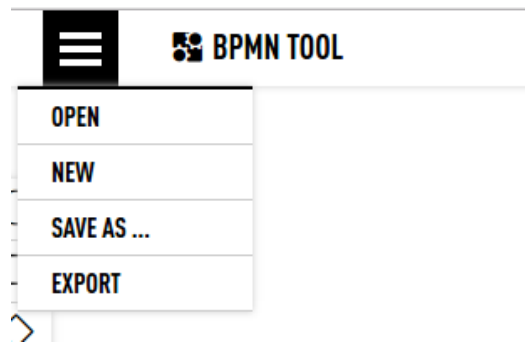 BPMN TOOL
OPEN
NEW
SAVE AS ...
EXPORT